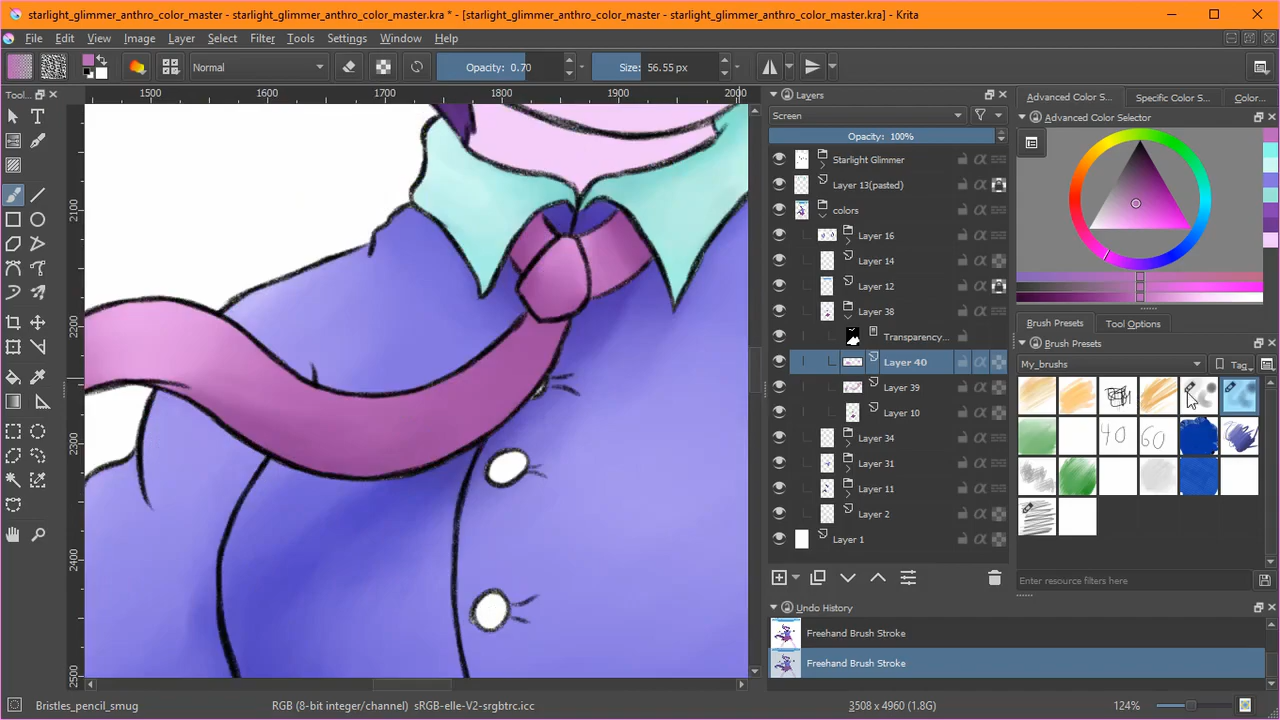 starlight_glimmer_anthro_color_master - starlight_glimmer_anthro_color_master.kra * - [starlight_glimmer_anthro_color_master - starlight_glimmer_anthro_color_master.kra] - Krita
File Edit View Image Layer Select Filter Tools Settings Window Help
Normal Opacity: 0.70 Size: 56.55 px
Tool...
1500 1600 1700 1800 1900 2000
2100
2200
2300
2400
2500
Layers
Screen
Opacity: 100%
Starlight Glimmer
Layer 13(pasted)
colors
Layer 16
Layer 14
Layer 12
Layer 38
Transparency...
Layer 40
Layer 39
Layer 10
Layer 34
Layer 31
Layer 11
Layer 2
Layer 1
Undo History
Freehand Brush Stroke
Freehand Brush Stroke
Advanced Color S... Specific Color S... Color...
Advanced Color Selector
Brush Presets Tool Options
Brush Presets
My_brushs Tag
40 60
Enter resource filters here
Bristles_pencil_smug RGB (8-bit integer/channel) sRGB-elle-V2-srgbtrc.icc 3508 x 4960 (1.8G) 124%